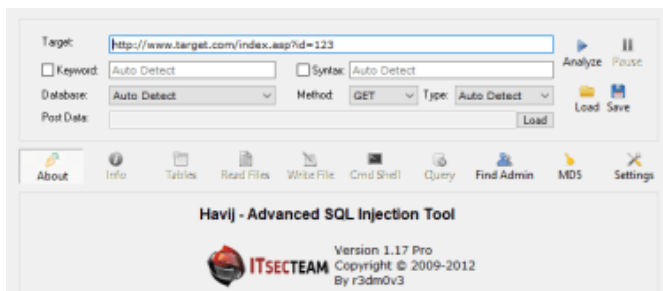 Target: http://www.target.com/index.asp?id=123
Analyze Pause
Keyword: Auto Detect Syntax: Auto Detect
Database: Auto Detect Method: GET Type: Auto Detect
Load Save
Post Data: Load
About Info Tables Read Files Write File Cmd Shell Query Find Admin MD5 Settings
Havij - Advanced SQL Injection Tool
ITSECTEAM
Version 1.17 Pro
Copyright © 2009-2012
By r3dm0v3